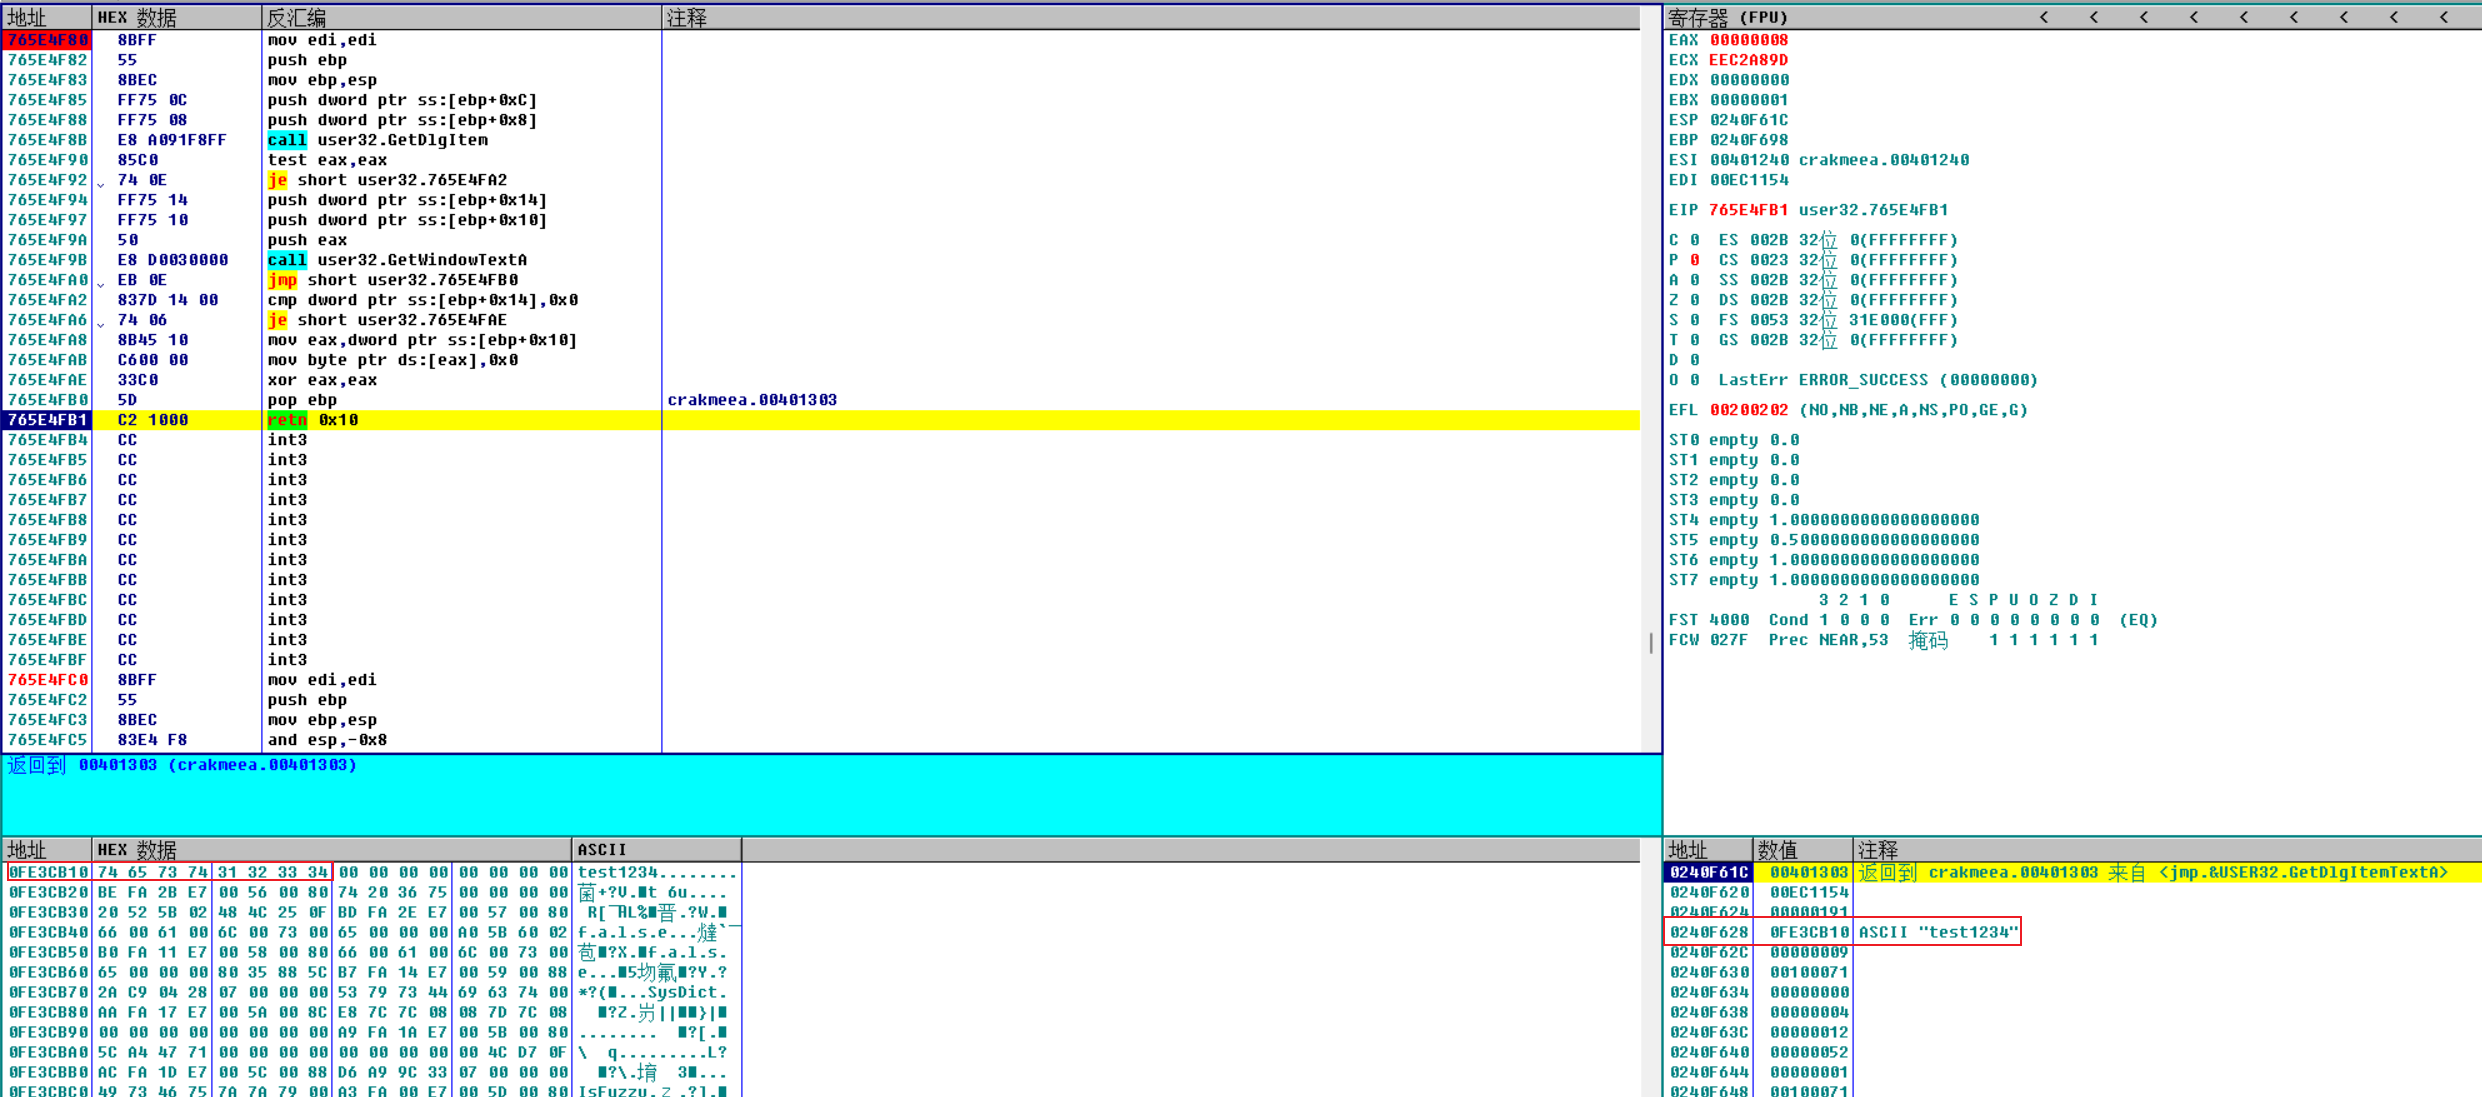 地址 HEX 数据 反汇编 注释
765E4F80 8BFF mov edi,edi
765E4F82 55 push ebp
765E4F83 8BEC mov ebp,esp
765E4F85 FF75 0C push dword ptr ss:[ebp+0xC]
765E4F88 FF75 08 push dword ptr ss:[ebp+0x8]
765E4F8B E8 A091F8FF call user32.GetDlgItem
765E4F90 85C0 test eax,eax
765E4F92 74 0E je short user32.765E4FA2
765E4F94 FF75 14 push dword ptr ss:[ebp+0x14]
765E4F97 FF75 10 push dword ptr ss:[ebp+0x10]
765E4F9A 50 push eax
765E4F9B E8 D0030000 call user32.GetWindowTextA
765E4FA0 EB 0E jmp short user32.765E4FB0
765E4FA2 837D 14 00 cmp dword ptr ss:[ebp+0x14],0x0
765E4FA6 74 06 je short user32.765E4FAE
765E4FA8 8B45 10 mov eax,dword ptr ss:[ebp+0x10]
765E4FAB C600 00 mov byte ptr ds:[eax],0x0
765E4FAE 33C0 xor eax,eax
765E4FB0 5D pop ebp crakmeea.00401303
765E4FB1 C2 1000 retn 0x10
765E4FB4 CC int3
765E4FB5 CC int3
765E4FB6 CC int3
765E4FB7 CC int3
765E4FB8 CC int3
765E4FB9 CC int3
765E4FBA CC int3
765E4FBB CC int3
765E4FBC CC int3
765E4FBD CC int3
765E4FBE CC int3
765E4FBF CC int3
765E4FC0 8BFF mov edi,edi
765E4FC2 55 push ebp
765E4FC3 8BEC mov ebp,esp
765E4FC5 83E4 F8 and esp,-0x8
返回到 00401303 (crakmeea.00401303)
寄存器 (FPU) < < < < < < < < <
EAX 00000008
ECX EEC2A89D
EDX 00000000
EBX 00000001
ESP 0240F61C
EBP 0240F698
ESI 00401240 crakmeea.00401240
EDI 00EC1154
EIP 765E4FB1 user32.765E4FB1
C 0 ES 002B 32位 0(FFFFFFFF)
P 0 CS 0023 32位 0(FFFFFFFF)
A 0 SS 002B 32位 0(FFFFFFFF)
Z 0 DS 002B 32位 0(FFFFFFFF)
S 0 FS 0053 32位 31E000(FFF)
T 0 GS 002B 32位 0(FFFFFFFF)
D 0
O 0 LastErr ERROR_SUCCESS (00000000)
EFL 00200202 (NO,NB,NE,A,NS,PO,GE,G)
ST0 empty 0.0
ST1 empty 0.0
ST2 empty 0.0
ST3 empty 0.0
ST4 empty 1.0000000000000000000
ST5 empty 0.5000000000000000000
ST6 empty 1.0000000000000000000
ST7 empty 1.0000000000000000000
3 2 1 0 E S P U O Z D I
FST 4000 Cond 1 0 0 0 Err 0 0 0 0 0 0 0 0 (EQ)
FCW 027F Prec NEAR,53 掩码 1 1 1 1 1 1
地址 HEX 数据 ASCII
0FE3CB10 74 65 73 74 31 32 33 34 00 00 00 00 00 00 00 00 test1234........
0FE3CB20 BE FA 2B E7 00 56 00 80 74 20 36 75 00 00 00 00 菌+?V.■t 6u....
0FE3CB30 20 52 5B 02 48 4C 25 0F BD FA 2E E7 00 57 00 80
0FE3CB40 66 00 61 00 6C 00 73 00 65 00 00 00 A0 5B 60 02 f.a.l.s.e...
0FE3CB50 B0 FA 11 E7 00 58 00 80 66 00 61 00 6C 00 73 00 苞■?X.■f.a.l.s.
0FE3CB60 65 00 00 00 80 35 88 5C B7 FA 14 E7 00 59 00 88
0FE3CB70 2A C9 04 28 07 00 00 00 53 79 73 44 69 63 74 00 *?(■...SysDict.
0FE3CB80 AA FA 17 E7 00 5A 00 8C E8 7C 7C 08 08 7D 7C 08
0FE3CB90 00 00 00 00 00 00 00 00 A9 FA 1A E7 00 5B 00 80 ........ ■?[.■
0FE3CBA0 5C A4 47 71 00 00 00 00 00 00 00 00 00 4C D7 0F \ q.........L?
0FE3CBB0 AC FA 1D E7 00 5C 00 88 D6 A9 9C 33 07 00 00 00
0FE3CBC0 49 73 46 75 7A 7A 79 00 A3 FA 00 E7 00 5D 00 80 IsFuzzy.
地址 数值 注释
0240F61C 00401303 返回到 crakmeea.00401303 来自 <jmp.&USER32.GetDlgItemTextA>
0240F620 00EC1154
0240F624 00000191
0240F628 0FE3CB10 ASCII "test1234"
0240F62C 00000009
0240F630 00100071
0240F634 00000000
0240F638 00000004
0240F63C 00000012
0240F640 00000052
0240F644 00000001
0240F648 00100071